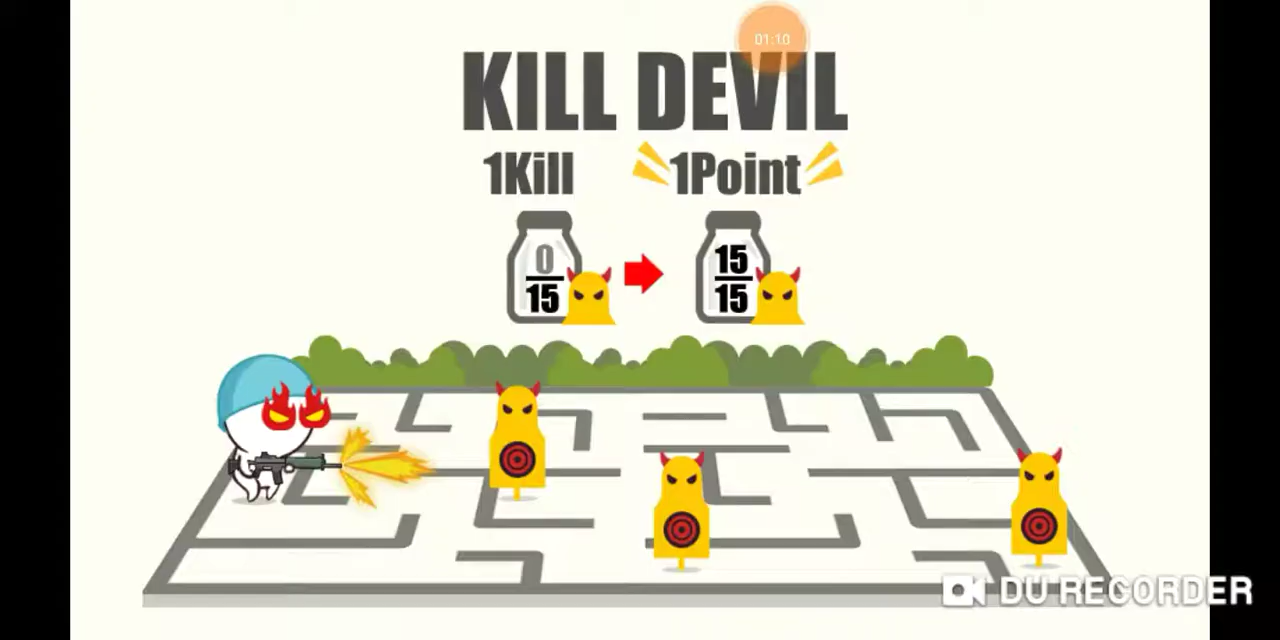 01:10
KILL DEVIL
1Kill 1Point
0 15
15 15
DU RECORDER